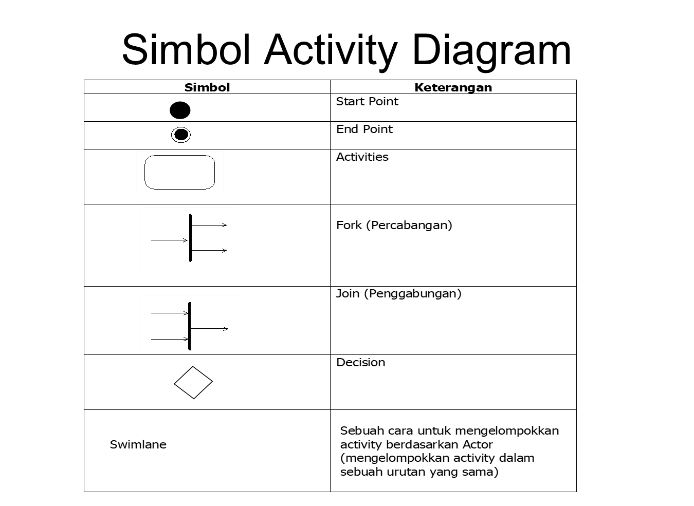 Simbol Activity Diagram
Simbol Keterangan
Start Point
End Point
Activities
Fork (Percabangan)
Join (Penggabungan)
Decision
Swimlane
Sebuah cara untuk mengelompokkan
activity berdasarkan Actor
(mengelompokkan activity dalam
sebuah urutan yang sama)